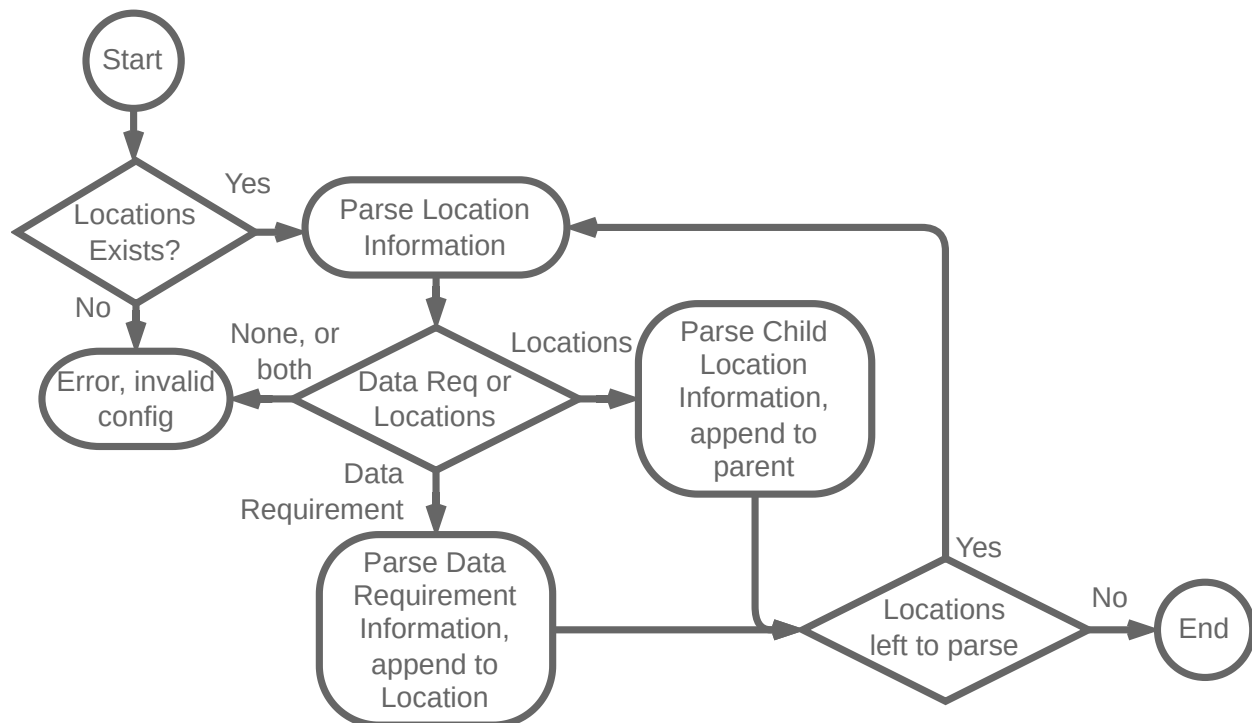 Start
Locations
Exists?
Yes
Parse Location
Information
No
Error, invalid
config
None, or
both
Data Req or
Locations
Locations
Parse Child
Location
Information,
append to
parent
Data
Requirement
Parse Data
Requirement
Information,
append to
Location
Yes
Locations
left to parse
No
End